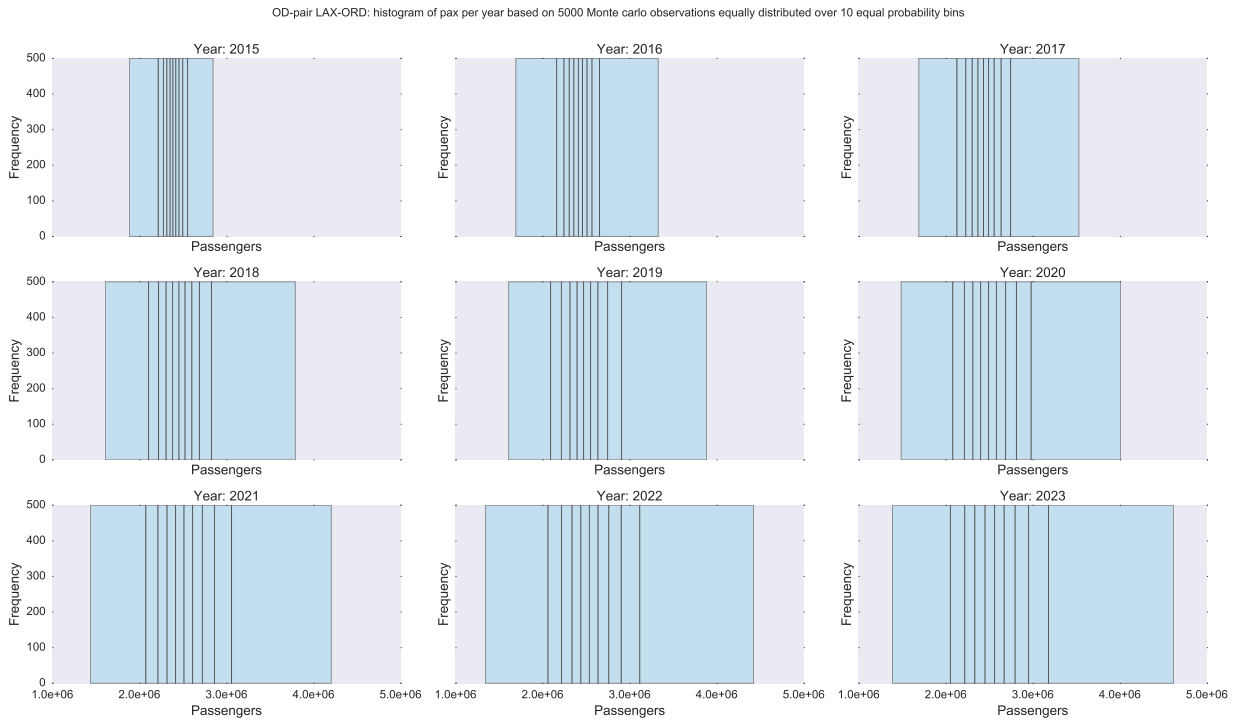 OD-pair LAX-ORD: histogram of pax per year based on 5000 Monte carlo observations equally distributed over 10 equal probability bins
Year: 2015
500
400
300
200
100
0
Frequency
Passengers
Year: 2016
Frequency
Passengers
Year: 2017
Frequency
Passengers
Year: 2018
500
400
300
200
100
0
Frequency
Passengers
Year: 2019
Frequency
Passengers
Year: 2020
Frequency
Passengers
Year: 2021
500
400
300
200
100
0
Frequency
1.0e+06 2.0e+06 3.0e+06 4.0e+06 5.0e+06
Passengers
Year: 2022
Frequency
1.0e+06 2.0e+06 3.0e+06 4.0e+06 5.0e+06
Passengers
Year: 2023
Frequency
1.0e+06 2.0e+06 3.0e+06 4.0e+06 5.0e+06
Passengers